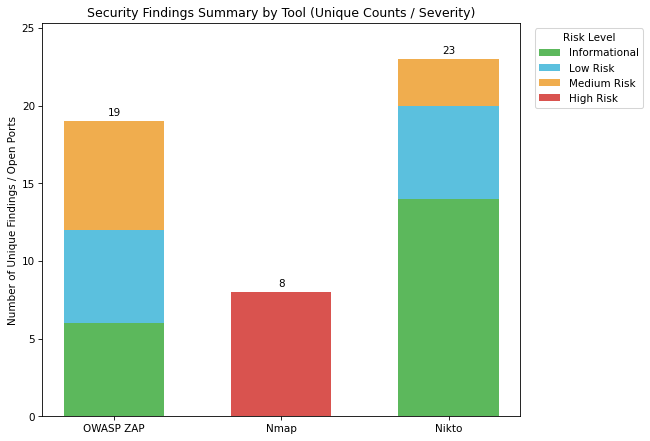 Security Findings Summary by Tool (Unique Counts / Severity)
Number of Unique Findings / Open Ports
25
20
15
10
5
0
19
8
23
OWASP ZAP
Nmap
Nikto
Risk Level
Informational
Low Risk
Medium Risk
High Risk